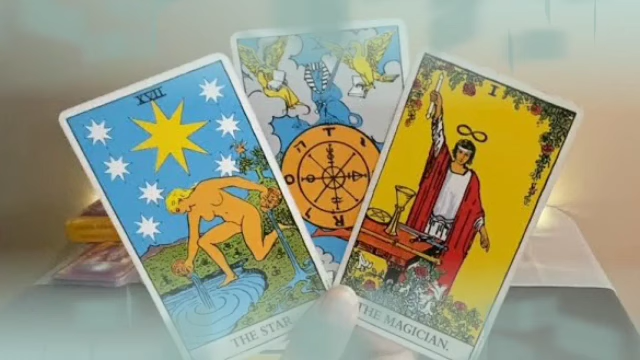 XVII
THE STAR
T
A
R
O
I
THE MAGICIAN.